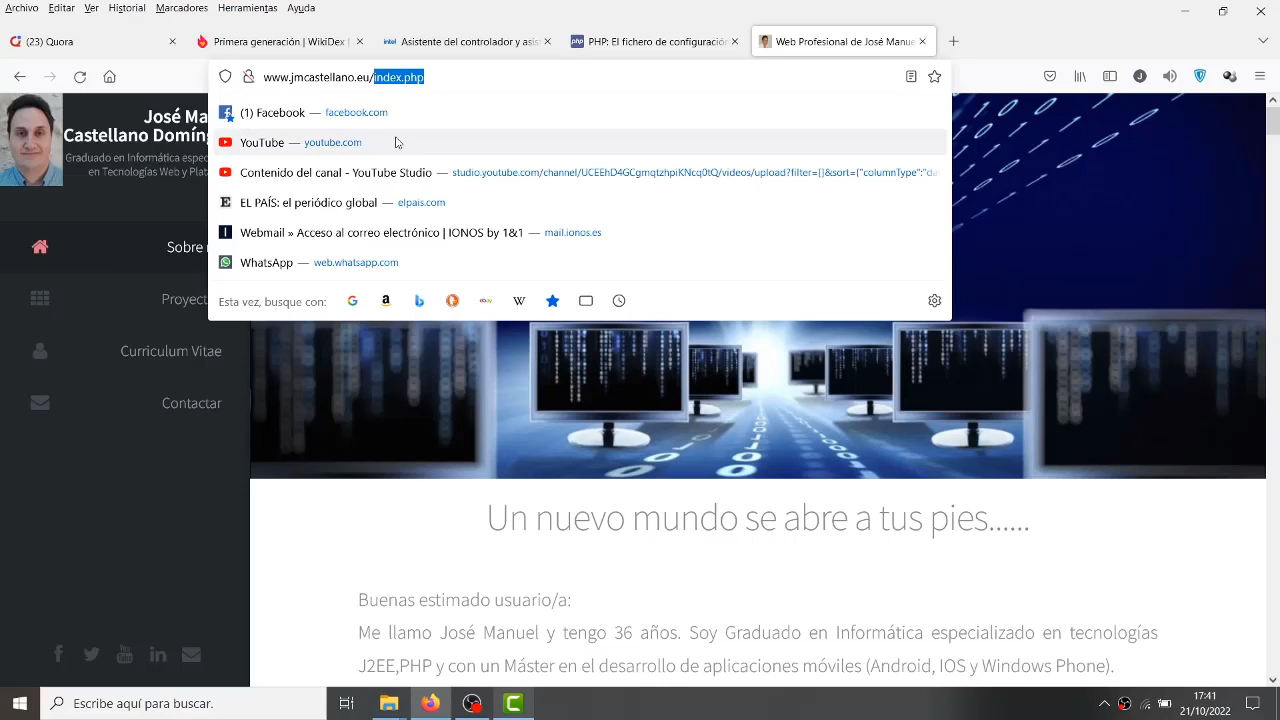 Archivo Editar Ver Historial Marcadores Herramientas Ayuda
(23) Quora
Primera generación | WikiDex
Asistente del controlador y asis
PHP: El fichero de configuración
Web Profesional de José Manue
www.jmcastellano.eu/index.php
(1) Facebook — facebook.com
YouTube — youtube.com
Contenido del canal - YouTube Studio — studio.youtube.com/channel/UCEEhD4GCgmqtzhpiKNcq0tQ/videos/upload?filter=[]&sort={"columnType":"dat
EL PAÍS: el periódico global — elpais.com
Webmail » Acceso al correo electrónico | IONOS by 1&1 — mail.ionos.es
WhatsApp — web.whatsapp.com
Esta vez, busque con:
José Ma
Castellano Domín
Graduado en Informática espec
en Tecnologías Web y Plata
Sobre
Proyect
Curriculum Vitae
Contactar
Un nuevo mundo se abre a tus pies......
Buenas estimado usuario/a:
Me llamo José Manuel y tengo 36 años. Soy Graduado en Informática especializado en tecnologías
J2EE,PHP y con un Máster en el desarrollo de aplicaciones móviles (Android, IOS y Windows Phone).
Escribe aquí para buscar.
17:41
21/10/2022